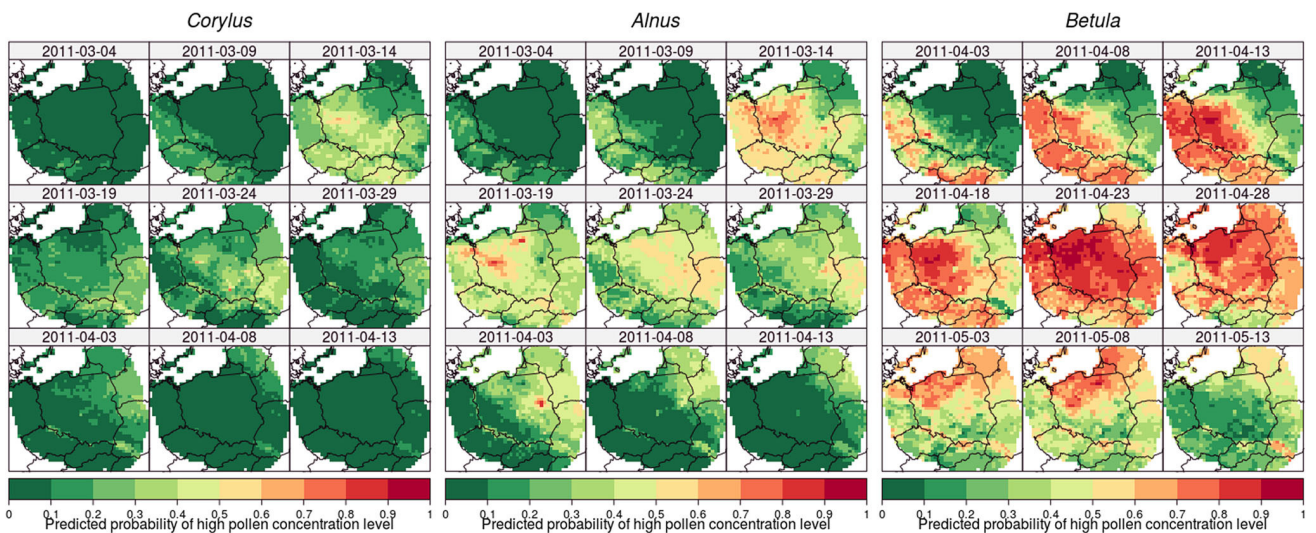 Corylus Alnus Betula
2011-03-04 2011-03-09 2011-03-14 2011-03-04 2011-03-09 2011-03-14 2011-04-03 2011-04-08 2011-04-13
2011-03-19 2011-03-24 2011-03-29 2011-03-19 2011-03-24 2011-03-29 2011-04-18 2011-04-23 2011-04-28
2011-04-03 2011-04-08 2011-04-13 2011-04-03 2011-04-08 2011-04-13 2011-05-03 2011-05-08 2011-05-13
0 0.1 0.2 0.3 0.4 0.5 0.6 0.7 0.8 0.9 1 0 0.1 0.2 0.3 0.4 0.5 0.6 0.7 0.8 0.9 1 0 0.1 0.2 0.3 0.4 0.5 0.6 0.7 0.8 0.9 1
Predicted probability of high pollen concentration level Predicted probability of high pollen concentration level Predicted probability of high pollen concentration level